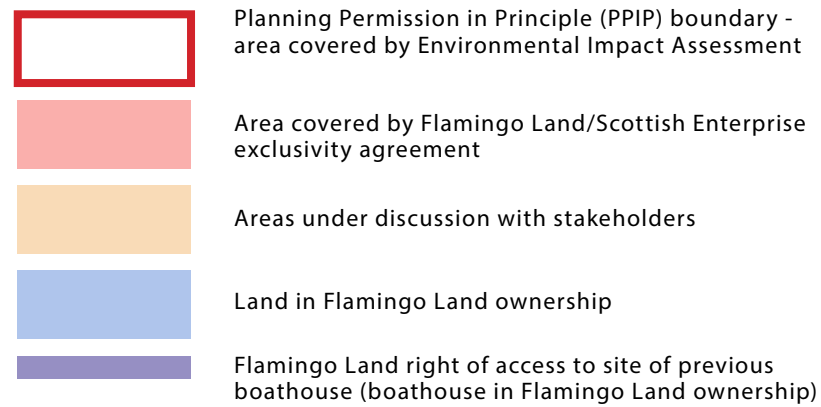 Planning Permission in Principle (PPIP) boundary -
area covered by Environmental Impact Assessment
Area covered by Flamingo Land/Scottish Enterprise
exclusivity agreement
Areas under discussion with stakeholders
Land in Flamingo Land ownership
Flamingo Land right of access to site of previous
boathouse (boathouse in Flamingo Land ownership)